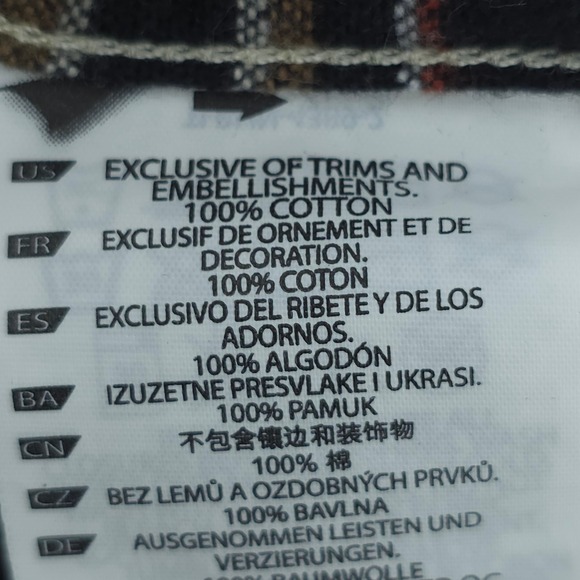 US EXCLUSIVE OF TRIMS AND
EMBELLISHMENTS.
100% COTTON
FR EXCLUSIF DE ORNEMENT ET DE
DECORATION.
100% COTON
ES EXCLUSIVO DEL RIBETE Y DE LOS
ADORNOS.
100% ALGODÓN
BA IZUZETNE PRESVLAKE I UKRASI.
100% PAMUK
CN 不包含镶边和装饰物
100% 棉
CZ BEZ LEMŮ A OZDOBNÝCH PRVKŮ.
100% BAVLNA
DE AUSGENOMMEN LEISTEN UND
VERZIERUNGEN.
100% BAUMWOLLE